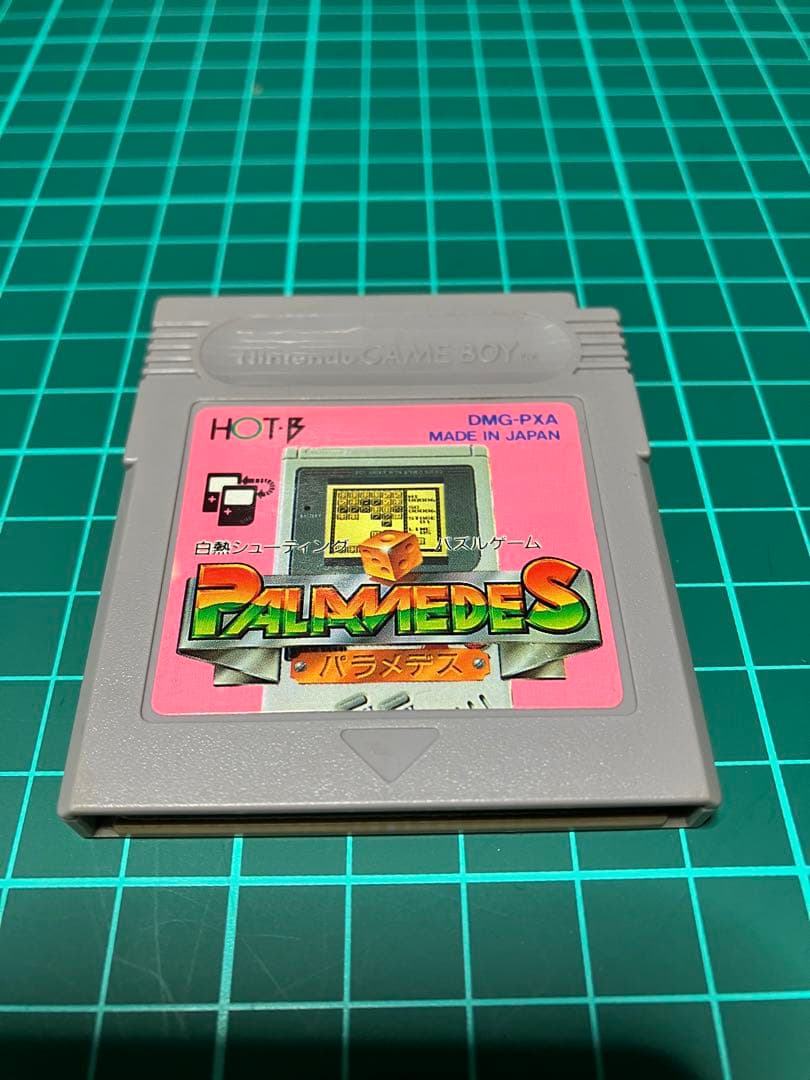 Nintendo GAME BOY TM
HOT・B
DMG-PXA
MADE IN JAPAN
白熱シューティング パズルゲーム
PALAMEDES
パラメデス